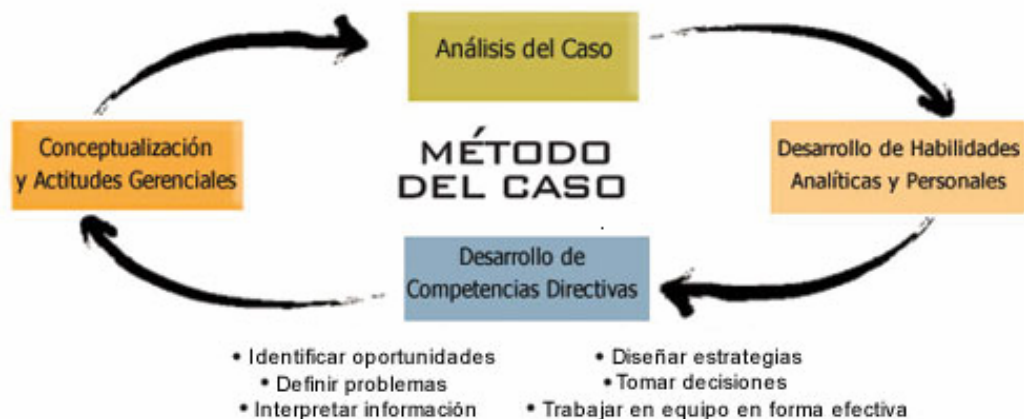 Análisis del Caso
Conceptualización
y Actitudes Gerenciales
MÉTODO
DEL CASO
Desarrollo de Habilidades
Analíticas y Personales
Desarrollo de
Competencias Directivas
• Identificar oportunidades
• Definir problemas
• Interpretar información
• Diseñar estrategias
• Tomar decisiones
• Trabajar en equipo en forma efectiva